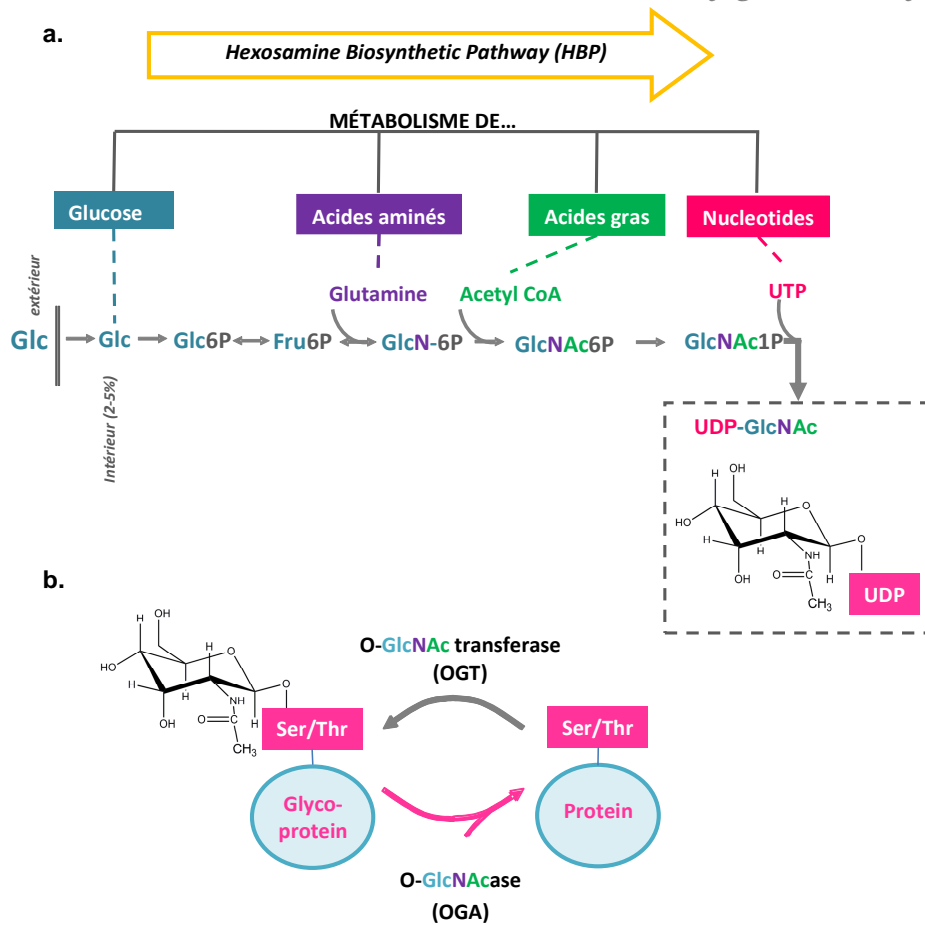 a.
Hexosamine Biosynthetic Pathway (HBP)
MÉTABOLISME DE...
Glucose
Acides aminés
Acides gras
Nucleotides
extérieur
Glutamine
Acetyl CoA
UTP
Glc
Glc
Glc6P
Fru6P
GlcN-6P
GlcNAc6P
GlcNAc1P
Intérieur (2-5%)
UDP-GlcNAc
OH
H
H
O
HO
H
H
O
NH
H
OH
O
C
CH3
UDP
b.
O-GlcNAc transferase
(OGT)
OH
H
H
O
HO
H
H
O
NH
H
OH
O
C
CH3
Ser/Thr
Ser/Thr
Glyco-
protein
Protein
O-GlcNAcase
(OGA)